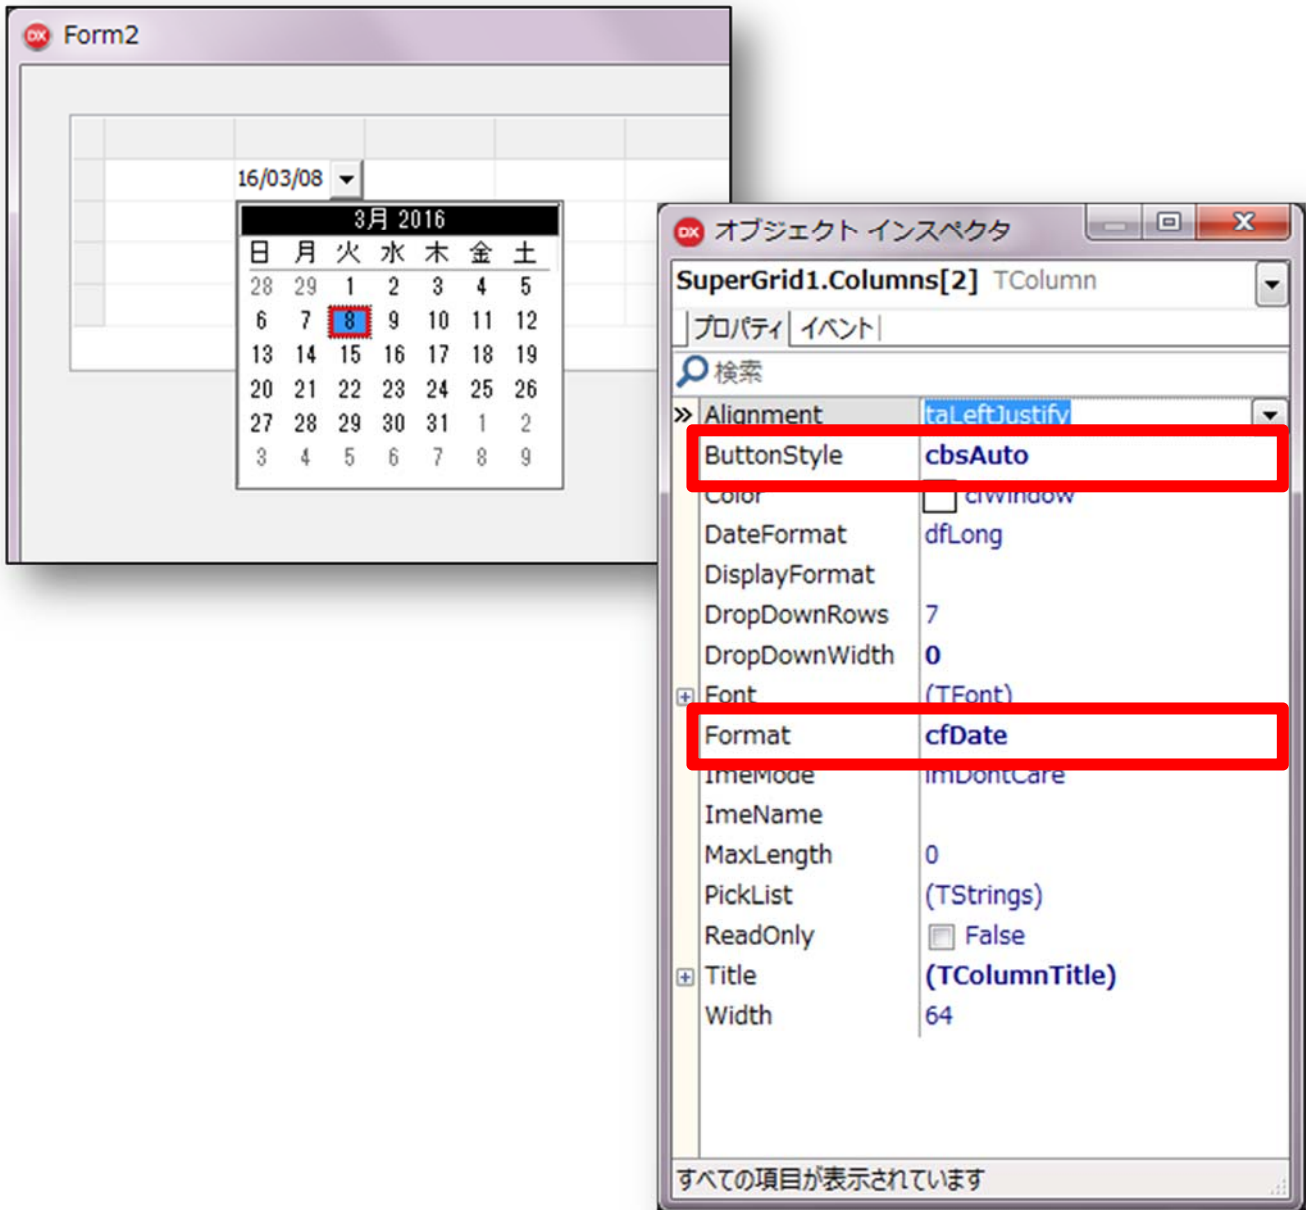 DX Form2
16/03/08
3月 2016
日 月 火 水 木 金 土
28 29 1 2 3 4 5
6 7 8 9 10 11 12
13 14 15 16 17 18 19
20 21 22 23 24 25 26
27 28 29 30 31 1 2
3 4 5 6 7 8 9
DX オブジェクト インスペクタ
SuperGrid1.Columns[2] TColumn
プロパティ イベント
検索
Alignment taLeftJustify
ButtonStyle cbsAuto
Color clWindow
DateFormat dfLong
DisplayFormat
DropDownRows 7
DropDownWidth 0
Font (TFont)
Format cfDate
ImeMode imDontCare
ImeName
MaxLength 0
PickList (TStrings)
ReadOnly False
Title (TColumnTitle)
Width 64
すべての項目が表示されています